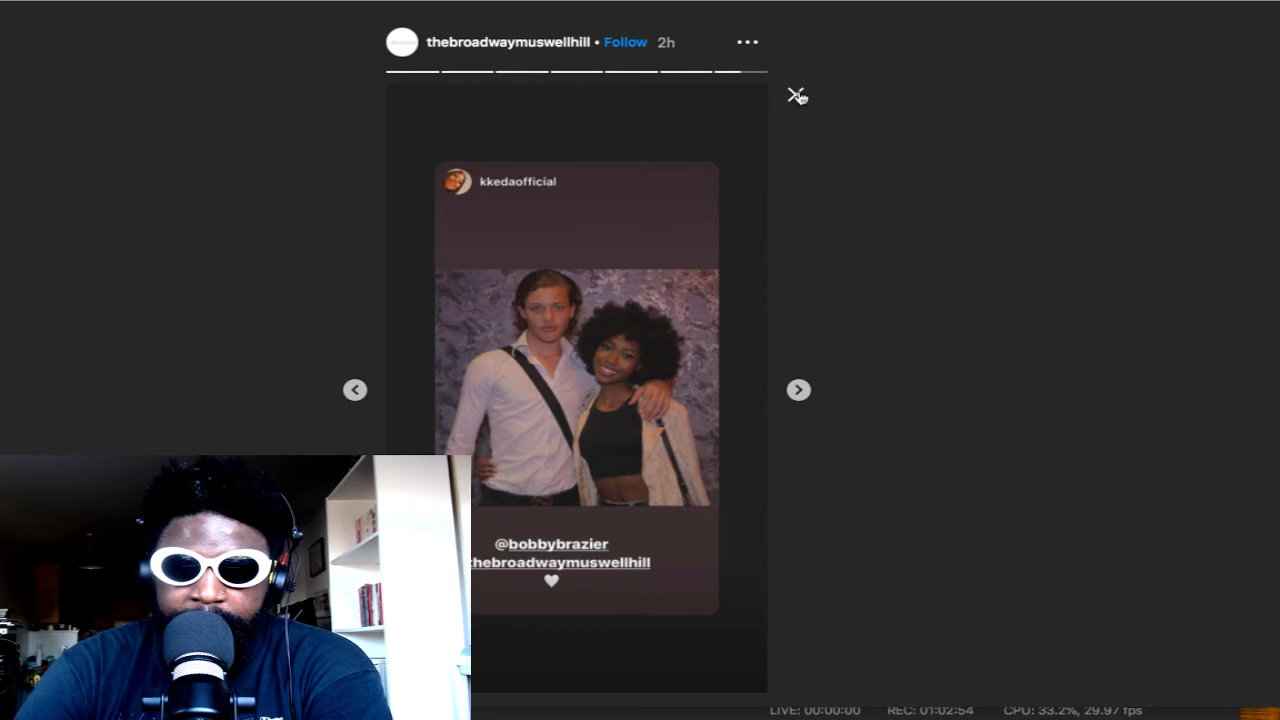 thebroadwaymuswellhill • Follow 2h
kkedaofficial
@bobbybrazier
thebroadwaymuswellhill
LIVE: 00:00:00 REC: 01:02:54 CPU: 33.2%, 29.97 fps